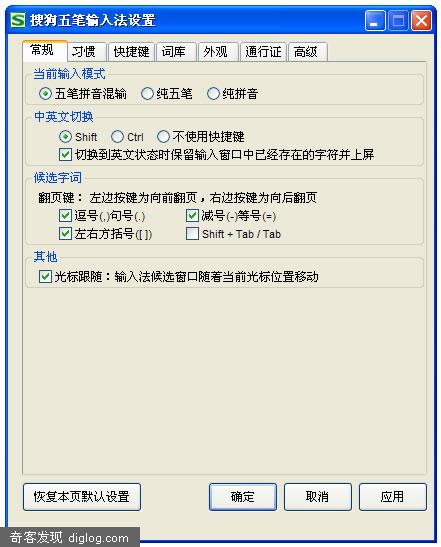 搜狗五笔输入法设置
常规 习惯 快捷键 词库 外观 通行证 高级
当前输入模式
五笔拼音混输 纯五笔 纯拼音
中英文切换
Shift Ctrl 不使用快捷键
切换到英文状态时保留输入窗口中已经存在的字符并上屏
候选字词
翻页键：左边按键为向前翻页，右边按键为向后翻页
逗号(,)句号(.) 减号(-)等号(=)
左右方括号([ ]) Shift + Tab / Tab
其他
光标跟随：输入法候选窗口随着当前光标位置移动
恢复本页默认设置 确定 取消 应用
奇客发现 diglog.com